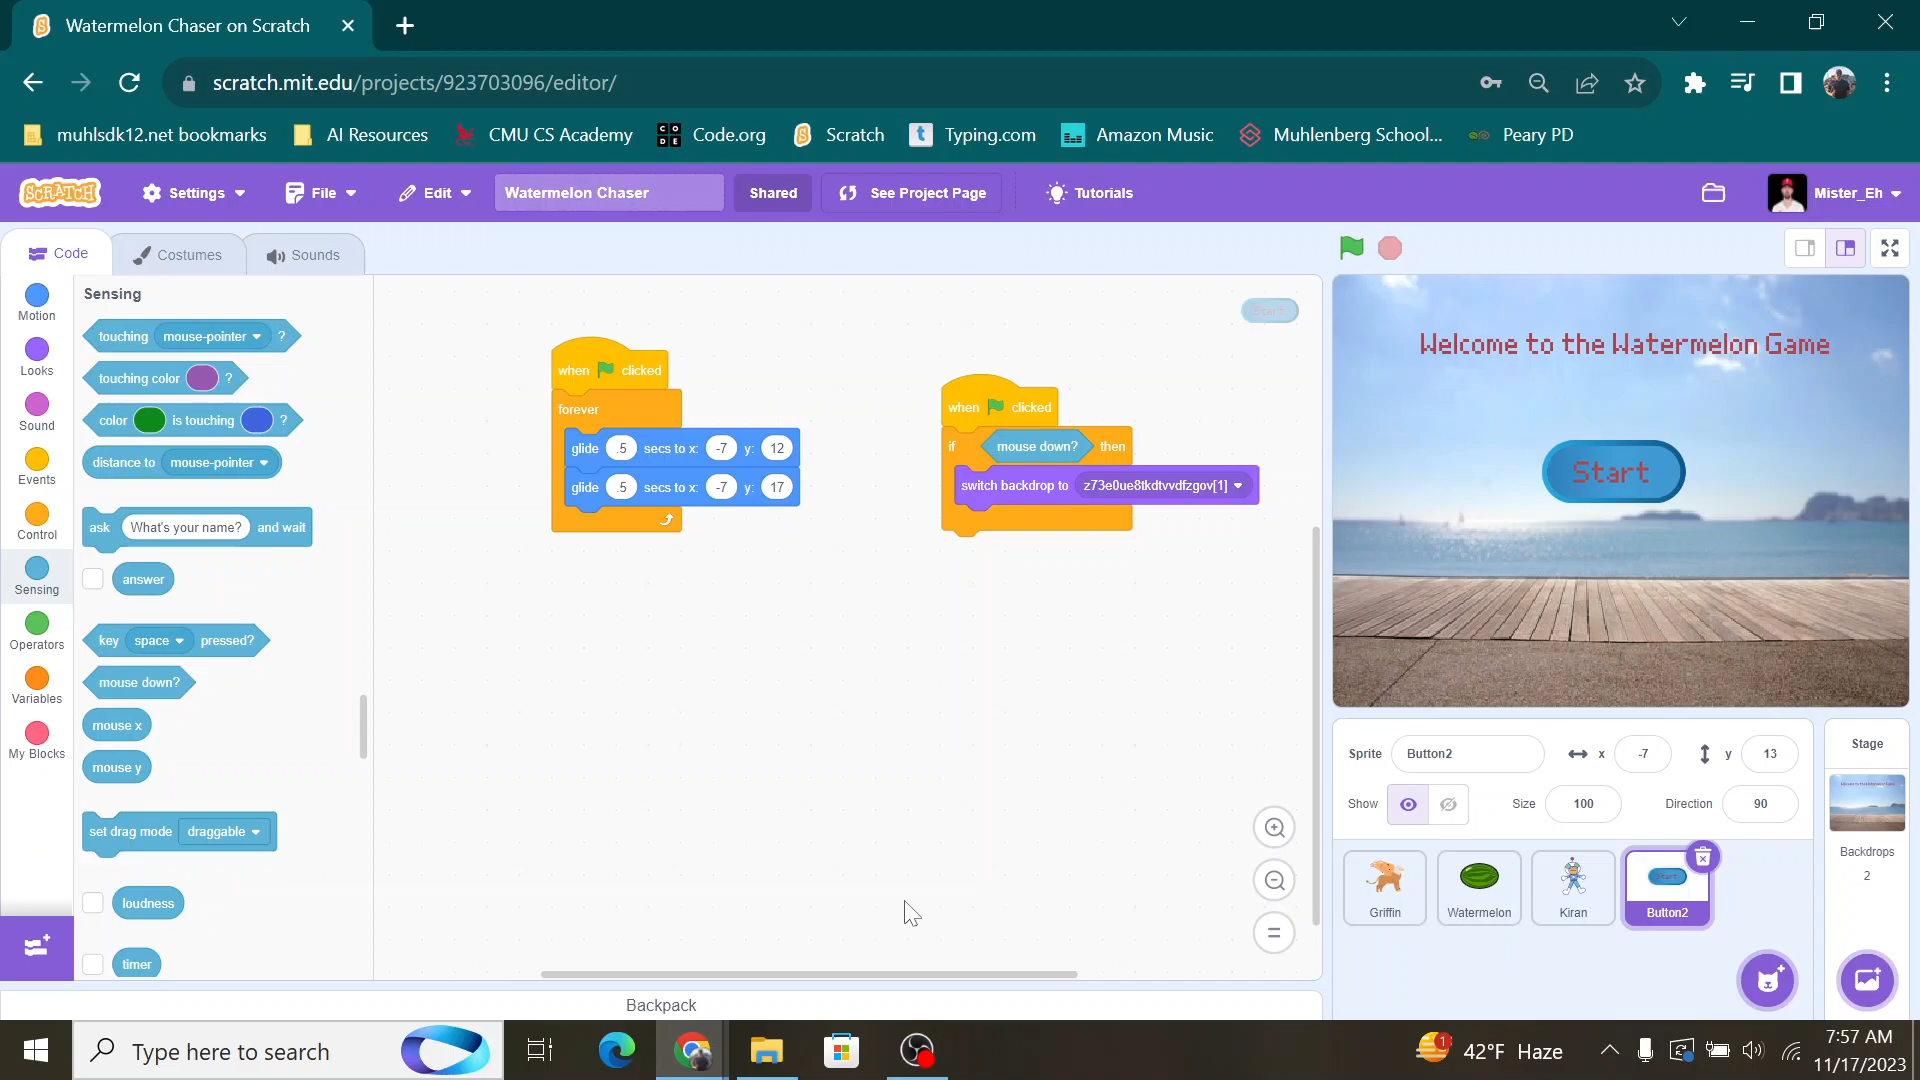 Watermelon Chaser on Scratch
scratch.mit.edu/projects/923703096/editor/
muhlsdk12.net bookmarks AI Resources CMU CS Academy Code.org Scratch Typing.com Amazon Music Muhlenberg School... Peary PD
SCRATCH Settings File Edit Watermelon Chaser Shared See Project Page Tutorials Mister_Eh
Code Costumes Sounds
Motion
Looks
Sound
Events
Control
Sensing
Operators
Variables
My Blocks
Sensing
touching mouse-pointer ?
touching color ?
color is touching ?
distance to mouse-pointer
ask What's your name? and wait
answer
key space pressed?
mouse down?
mouse x
mouse y
set drag mode draggable
loudness
timer
when clicked
forever
glide .5 secs to x: -7 y: 12
glide .5 secs to x: -7 y: 17
when clicked
if mouse down? then
switch backdrop to z73e0ue8tkdtvvdfzgov[1]
Start
Welcome to the Watermelon Game
Start
Sprite Button2 x -7 y 13
Show Size 100 Direction 90
Griffin Watermelon Kiran Button2
Stage
Backdrops
2
Backpack
Type here to search
1
42°F Haze
7:57 AM
11/17/2023